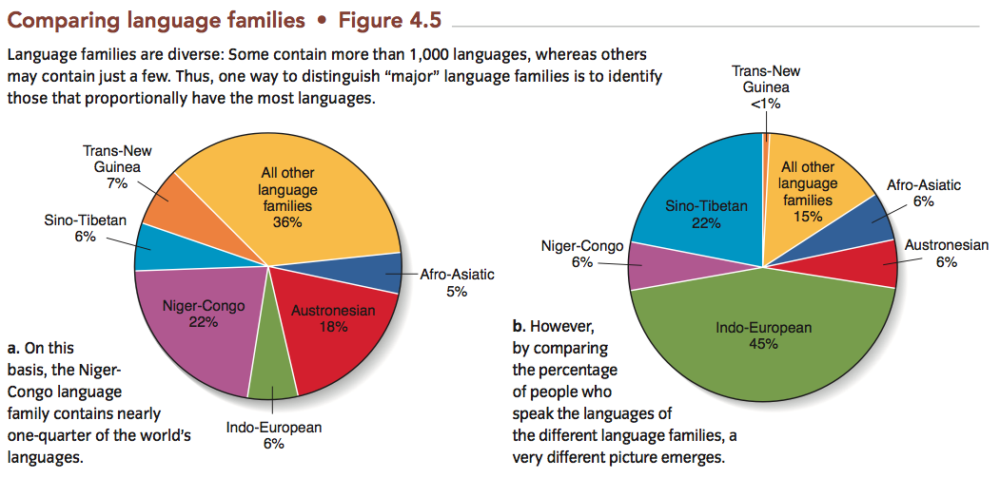 Comparing language families • Figure 4.5
Language families are diverse: Some contain more than 1,000 languages, whereas others
may contain just a few. Thus, one way to distinguish “major” language families is to identify
those that proportionally have the most languages.
Trans-New
Guinea
7%
All other
language
families
36%
Sino-Tibetan
6%
Afro-Asiatic
5%
Niger-Congo
22%
Austronesian
18%
Indo-European
6%
a. On this
basis, the Niger-
Congo language
family contains nearly
one-quarter of the world’s
languages.
Trans-New
Guinea
<1%
All other
language
families
15%
Afro-Asiatic
6%
Sino-Tibetan
22%
Niger-Congo
6%
Austronesian
6%
Indo-European
45%
b. However,
by comparing
the percentage
of people who
speak the languages of
the different language families, a
very different picture emerges.